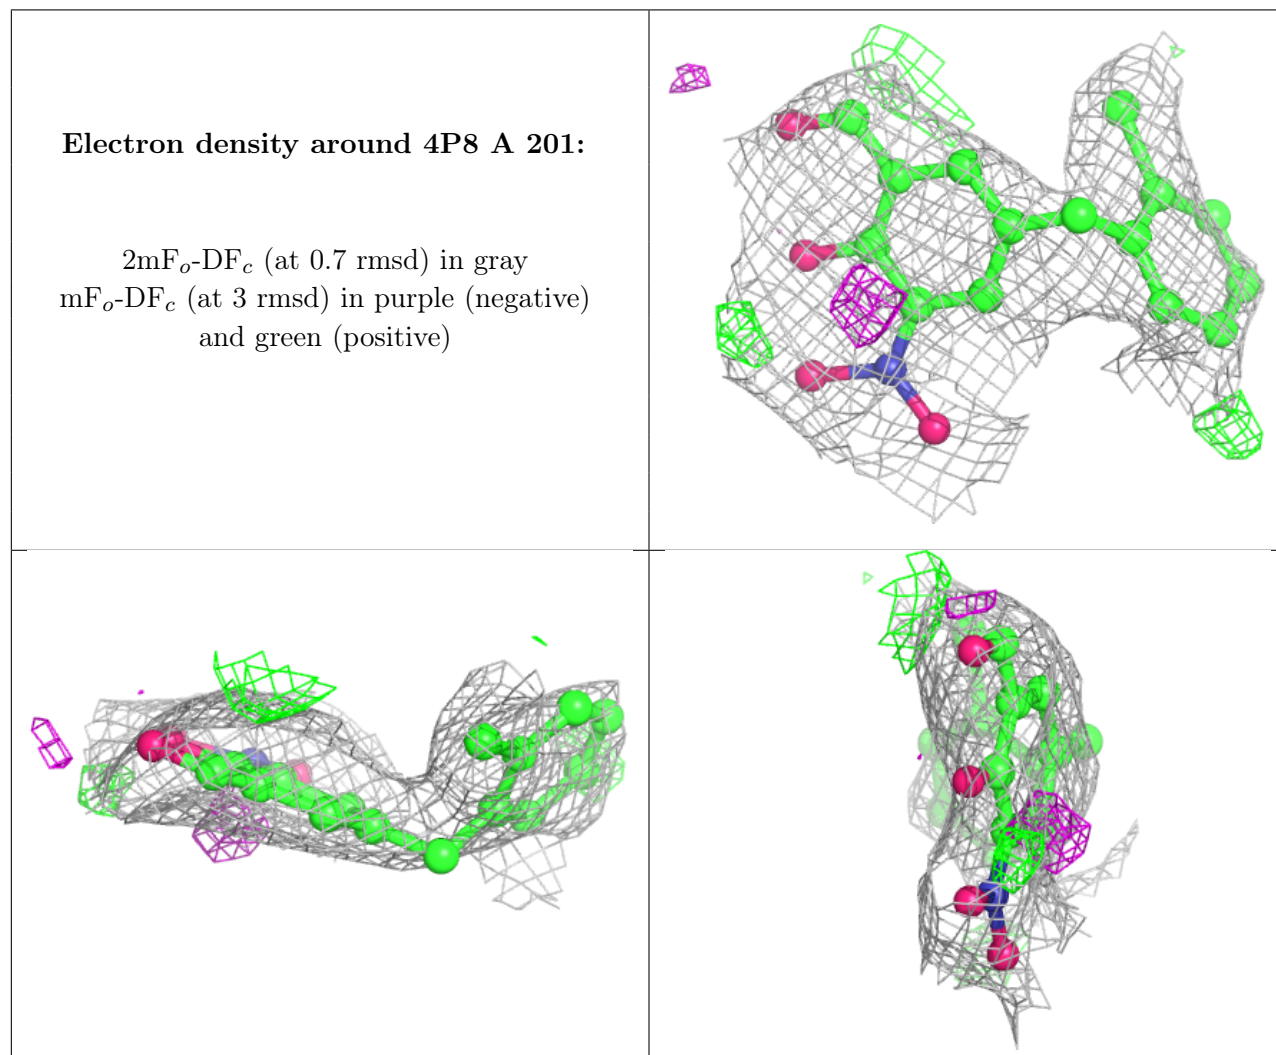 Electron density around 4P8 A 201:
2mFo-DFc (at 0.7 rmsd) in gray
mFo-DFc (at 3 rmsd) in purple (negative)
and green (positive)